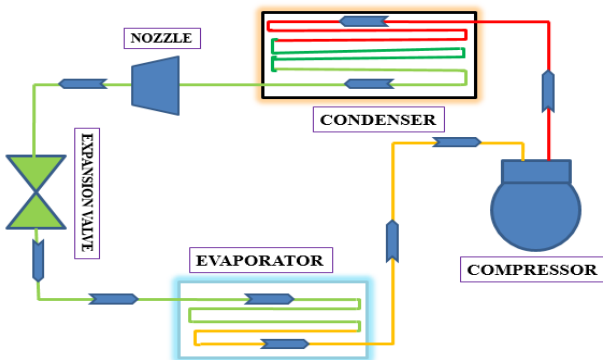 NOZZLE
CONDENSER
EXPANSION VALVE
EVAPORATOR
COMPRESSOR